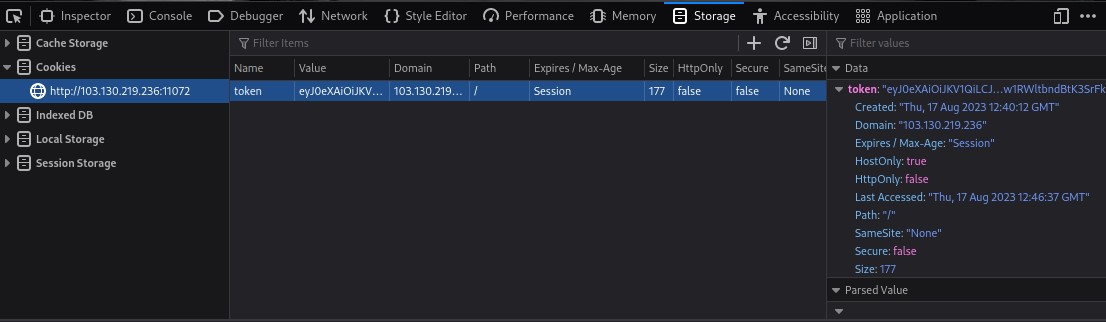 Inspector Console Debugger Network Style Editor Performance Memory Storage Accessibility Application
Cache Storage
Cookies
http://103.130.219.236:11072
Indexed DB
Local Storage
Session Storage
Filter Items
Name Value Domain Path Expires / Max-Age Size HttpOnly Secure SameSite
token eyJ0eXAiOiJKV... 103.130.219... / Session 177 false false None
Filter values
Data
token: "eyJ0eXAiOiJKV1QiLCJ...w1RWltbndBtK3SrFk
Created: "Thu, 17 Aug 2023 12:40:12 GMT"
Domain: "103.130.219.236"
Expires / Max-Age: "Session"
HostOnly: true
HttpOnly: false
Last Accessed: "Thu, 17 Aug 2023 12:46:37 GMT"
Path: "/"
SameSite: "None"
Secure: false
Size: 177
Parsed Value